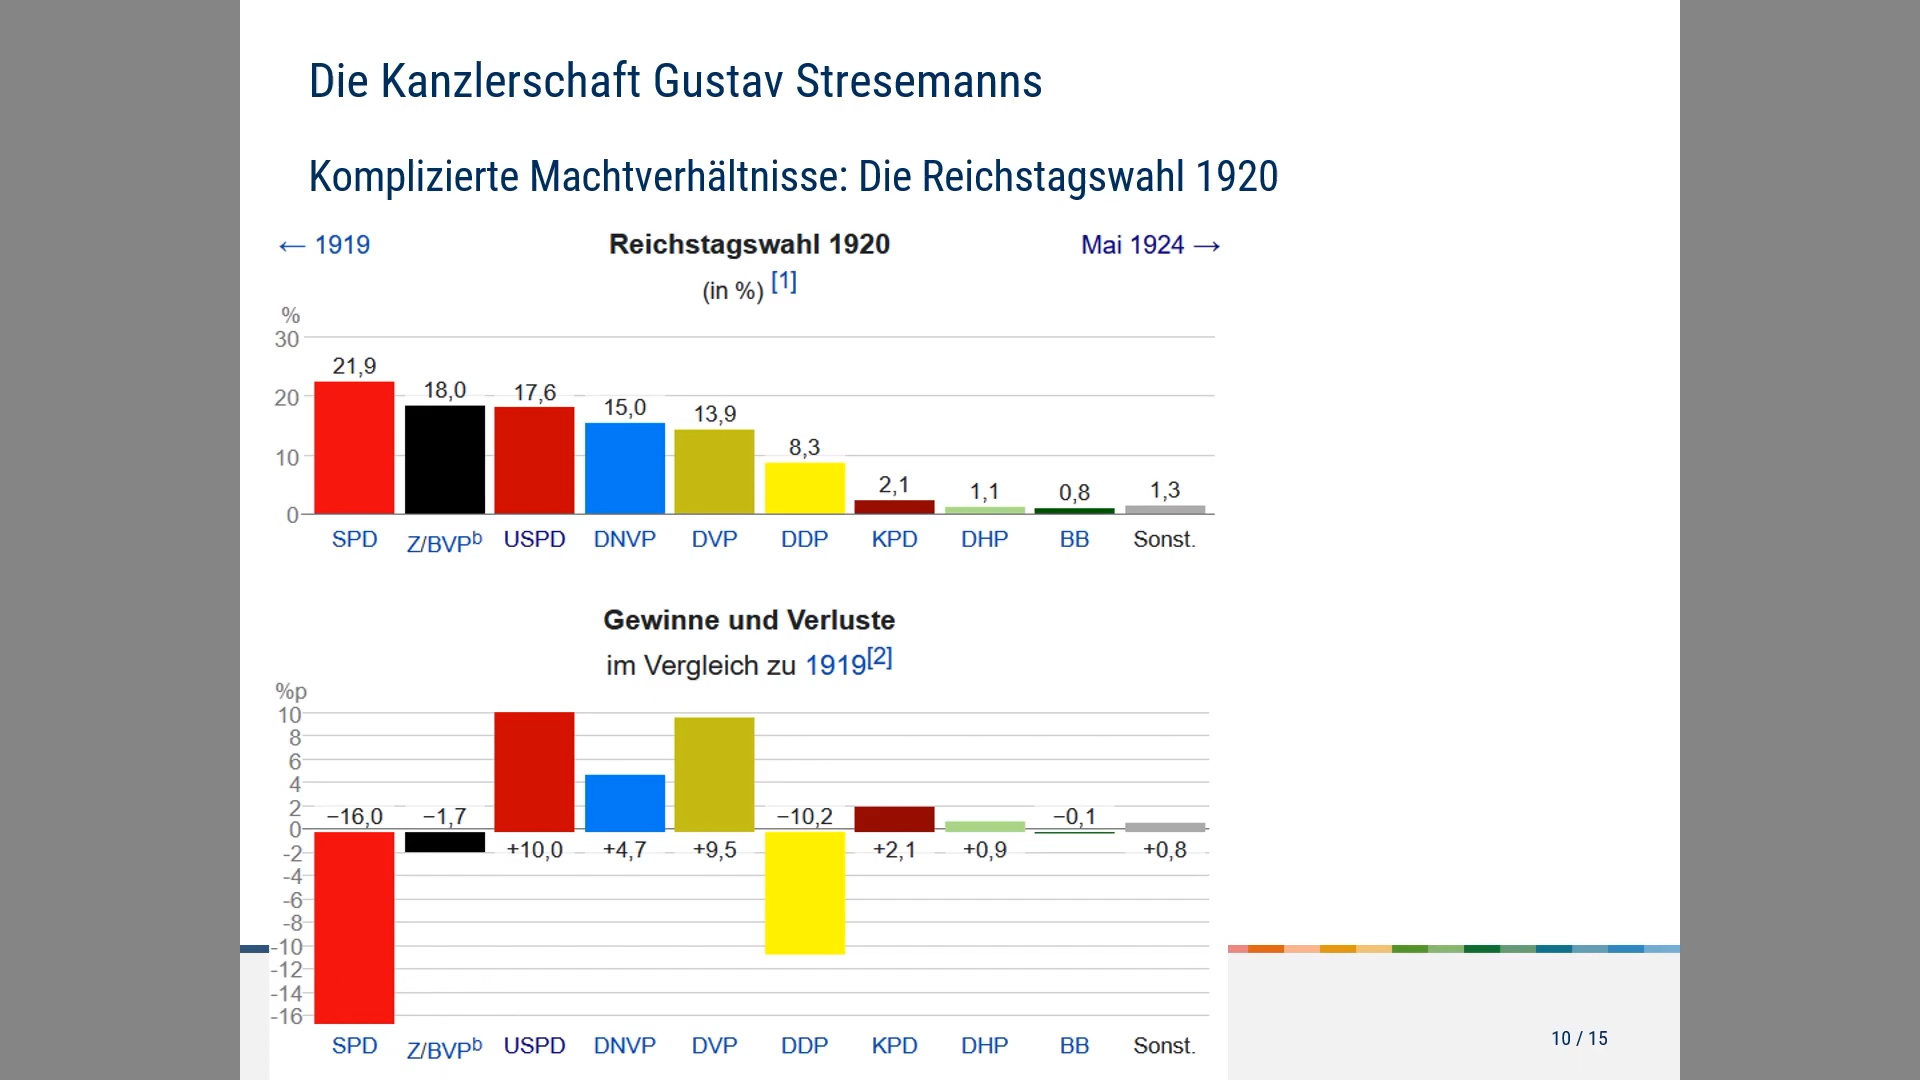 Die Kanzlerschaft Gustav Stresemanns
Komplizierte Machtverhältnisse: Die Reichstagswahl 1920
← 1919 Reichstagswahl 1920 Mai 1924 →
(in %) [1]
%
30
20
10
0
21,9 18,0 17,6 15,0 13,9 8,3 2,1 1,1 0,8 1,3
SPD Z/BVPᵇ USPD DNVP DVP DDP KPD DHP BB Sonst.
Gewinne und Verluste
im Vergleich zu 1919[2]
%p
10
8
6
4
2
0
-2
-4
-6
-8
-10
-12
-14
-16
−16,0 −1,7 +10,0 +4,7 +9,5 −10,2 +2,1 +0,9 −0,1 +0,8
SPD Z/BVPᵇ USPD DNVP DVP DDP KPD DHP BB Sonst.
10 / 15